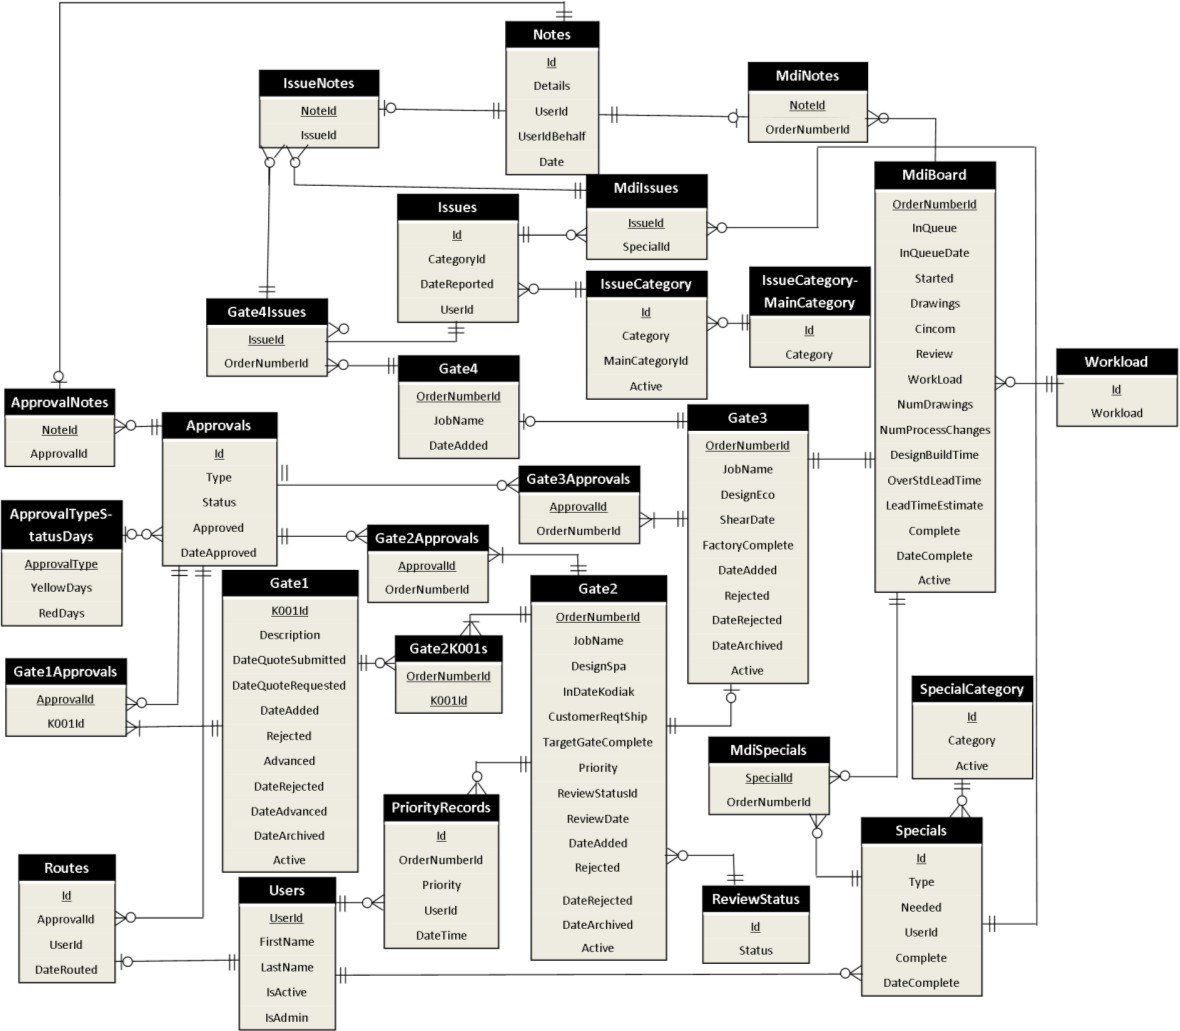 Notes
Id
Details
UserId
UserIdBehalf
Date
IssueNotes
NoteId
IssueId
MdiNotes
NoteId
OrderNumberId
MdiIssues
IssueId
SpecialId
MdiBoard
OrderNumberId
InQueue
InQueueDate
Started
Drawings
Cincom
Review
WorkLoad
NumDrawings
NumProcessChanges
DesignBuildTime
OverStdLeadTime
LeadTimeEstimate
Complete
DateComplete
Active
Issues
Id
CategoryId
DateReported
UserId
IssueCategory
Id
Category
MainCategoryId
Active
IssueCategory-
MainCategory
Id
Category
Gate4Issues
IssueId
OrderNumberId
Gate4
OrderNumberId
JobName
DateAdded
Workload
Id
Workload
ApprovalNotes
NoteId
ApprovalId
Approvals
Id
Type
Status
Approved
DateApproved
Gate3
OrderNumberId
JobName
DesignEco
ShearDate
FactoryComplete
DateAdded
Rejected
DateRejected
DateArchived
Active
Gate3Approvals
ApprovalId
OrderNumberId
ApprovalTypeS-
tatusDays
ApprovalType
YellowDays
RedDays
Gate2Approvals
ApprovalId
OrderNumberId
Gate1
K001Id
Description
DateQuoteSubmitted
DateQuoteRequested
DateAdded
Rejected
Advanced
DateRejected
DateAdvanced
DateArchived
Active
Gate2
OrderNumberId
JobName
DesignSpa
InDateKodiak
CustomerReqtShip
TargetGateComplete
Priority
ReviewStatusId
ReviewDate
DateAdded
Rejected
DateRejected
DateArchived
Active
Gate2K001s
OrderNumberId
K001Id
Gate1Approvals
ApprovalId
K001Id
SpecialCategory
Id
Category
Active
MdiSpecials
SpecialId
OrderNumberId
PriorityRecords
Id
OrderNumberId
Priority
UserId
DateTime
Specials
Id
Type
Needed
UserId
Complete
DateComplete
Routes
Id
ApprovalId
UserId
DateRouted
Users
UserId
FirstName
LastName
IsActive
IsAdmin
ReviewStatus
Id
Status